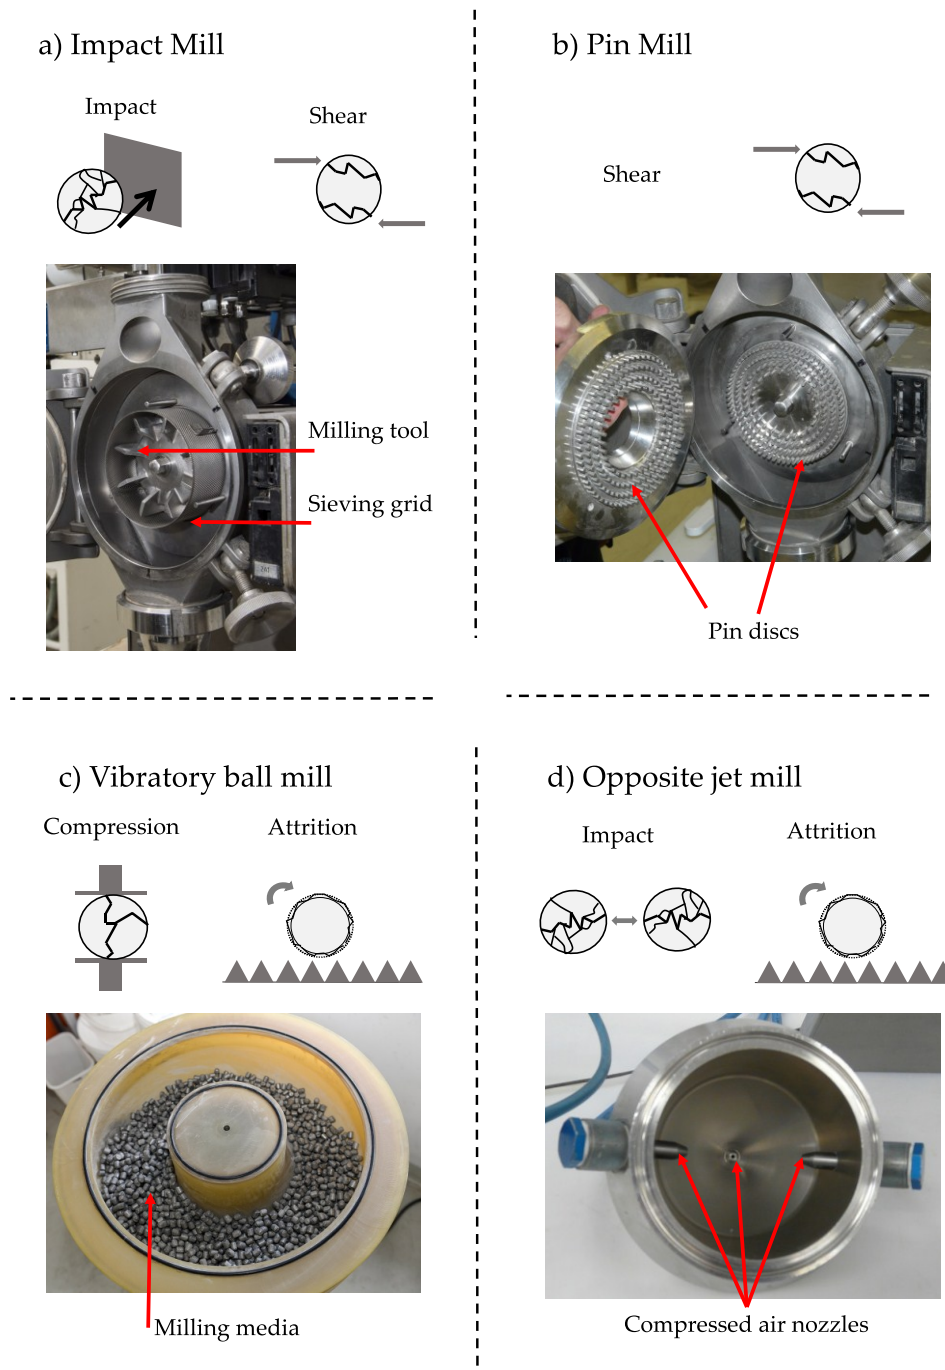 a) Impact Mill
Impact
Shear
Milling tool
Sieving grid
b) Pin Mill
Shear
Pin discs
c) Vibratory ball mill
Compression
Attrition
Milling media
d) Opposite jet mill
Impact
Attrition
Compressed air nozzles